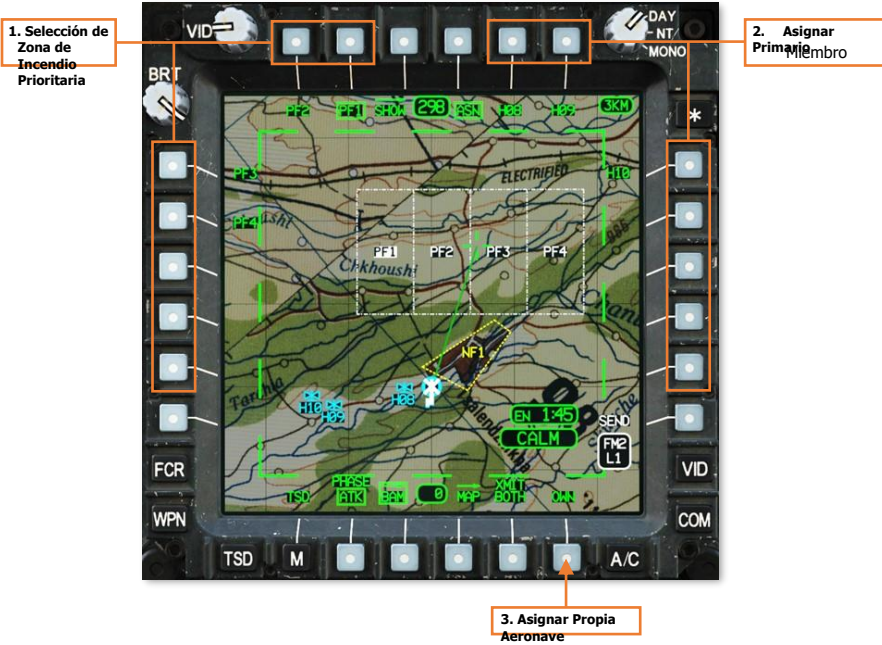 1. Selección de
Zona de
Incendio
Prioritaria
2. Asignar
Primario
Miembro
VID
DAY
NT
MONO
BRT
PF2 PF1 SHOW 298 ASN H08 H09 3KM
*
PF3
ELECTRIFIED
H10
PF4
PF1 PF2 PF3 PF4
Chkhoushi
NF1
Tarchia
H10
H09
H08
EN 1:45
CALM
SEND
FM2
L1
PHASE
XMIT
TSD ATK BAM 0 MAP BOTH OWN
FCR
VID
WPN
COM
TSD M A/C
3. Asignar Propia
Aeronave